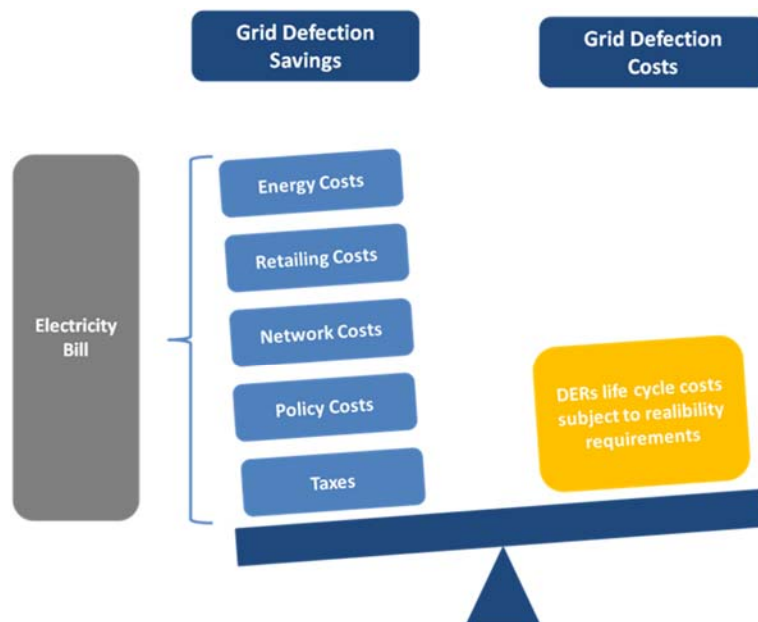 Grid Defection
Savings
Grid Defection
Costs
Electricity
Bill
Energy Costs
Retailing Costs
Network Costs
Policy Costs
Taxes
DERs life cycle costs
subject to realibility
requirements